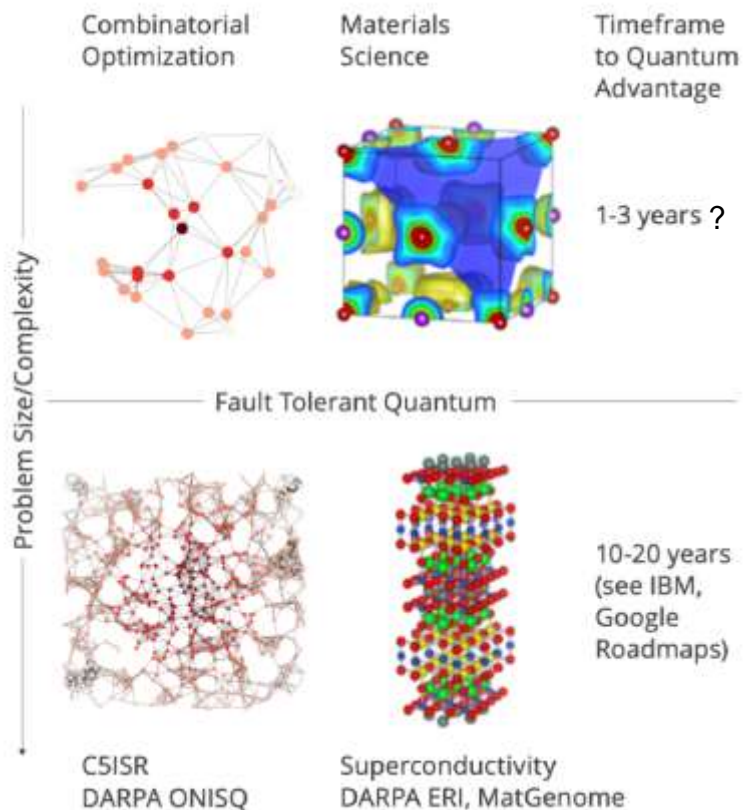 Combinatorial
Optimization
Materials
Science
Timeframe
to Quantum
Advantage
1-3 years ?
Problem Size/Complexity
Fault Tolerant Quantum
10-20 years
(see IBM,
Google
Roadmaps)
C5ISR
DARPA ONISQ
Superconductivity
DARPA ERI, MatGenome